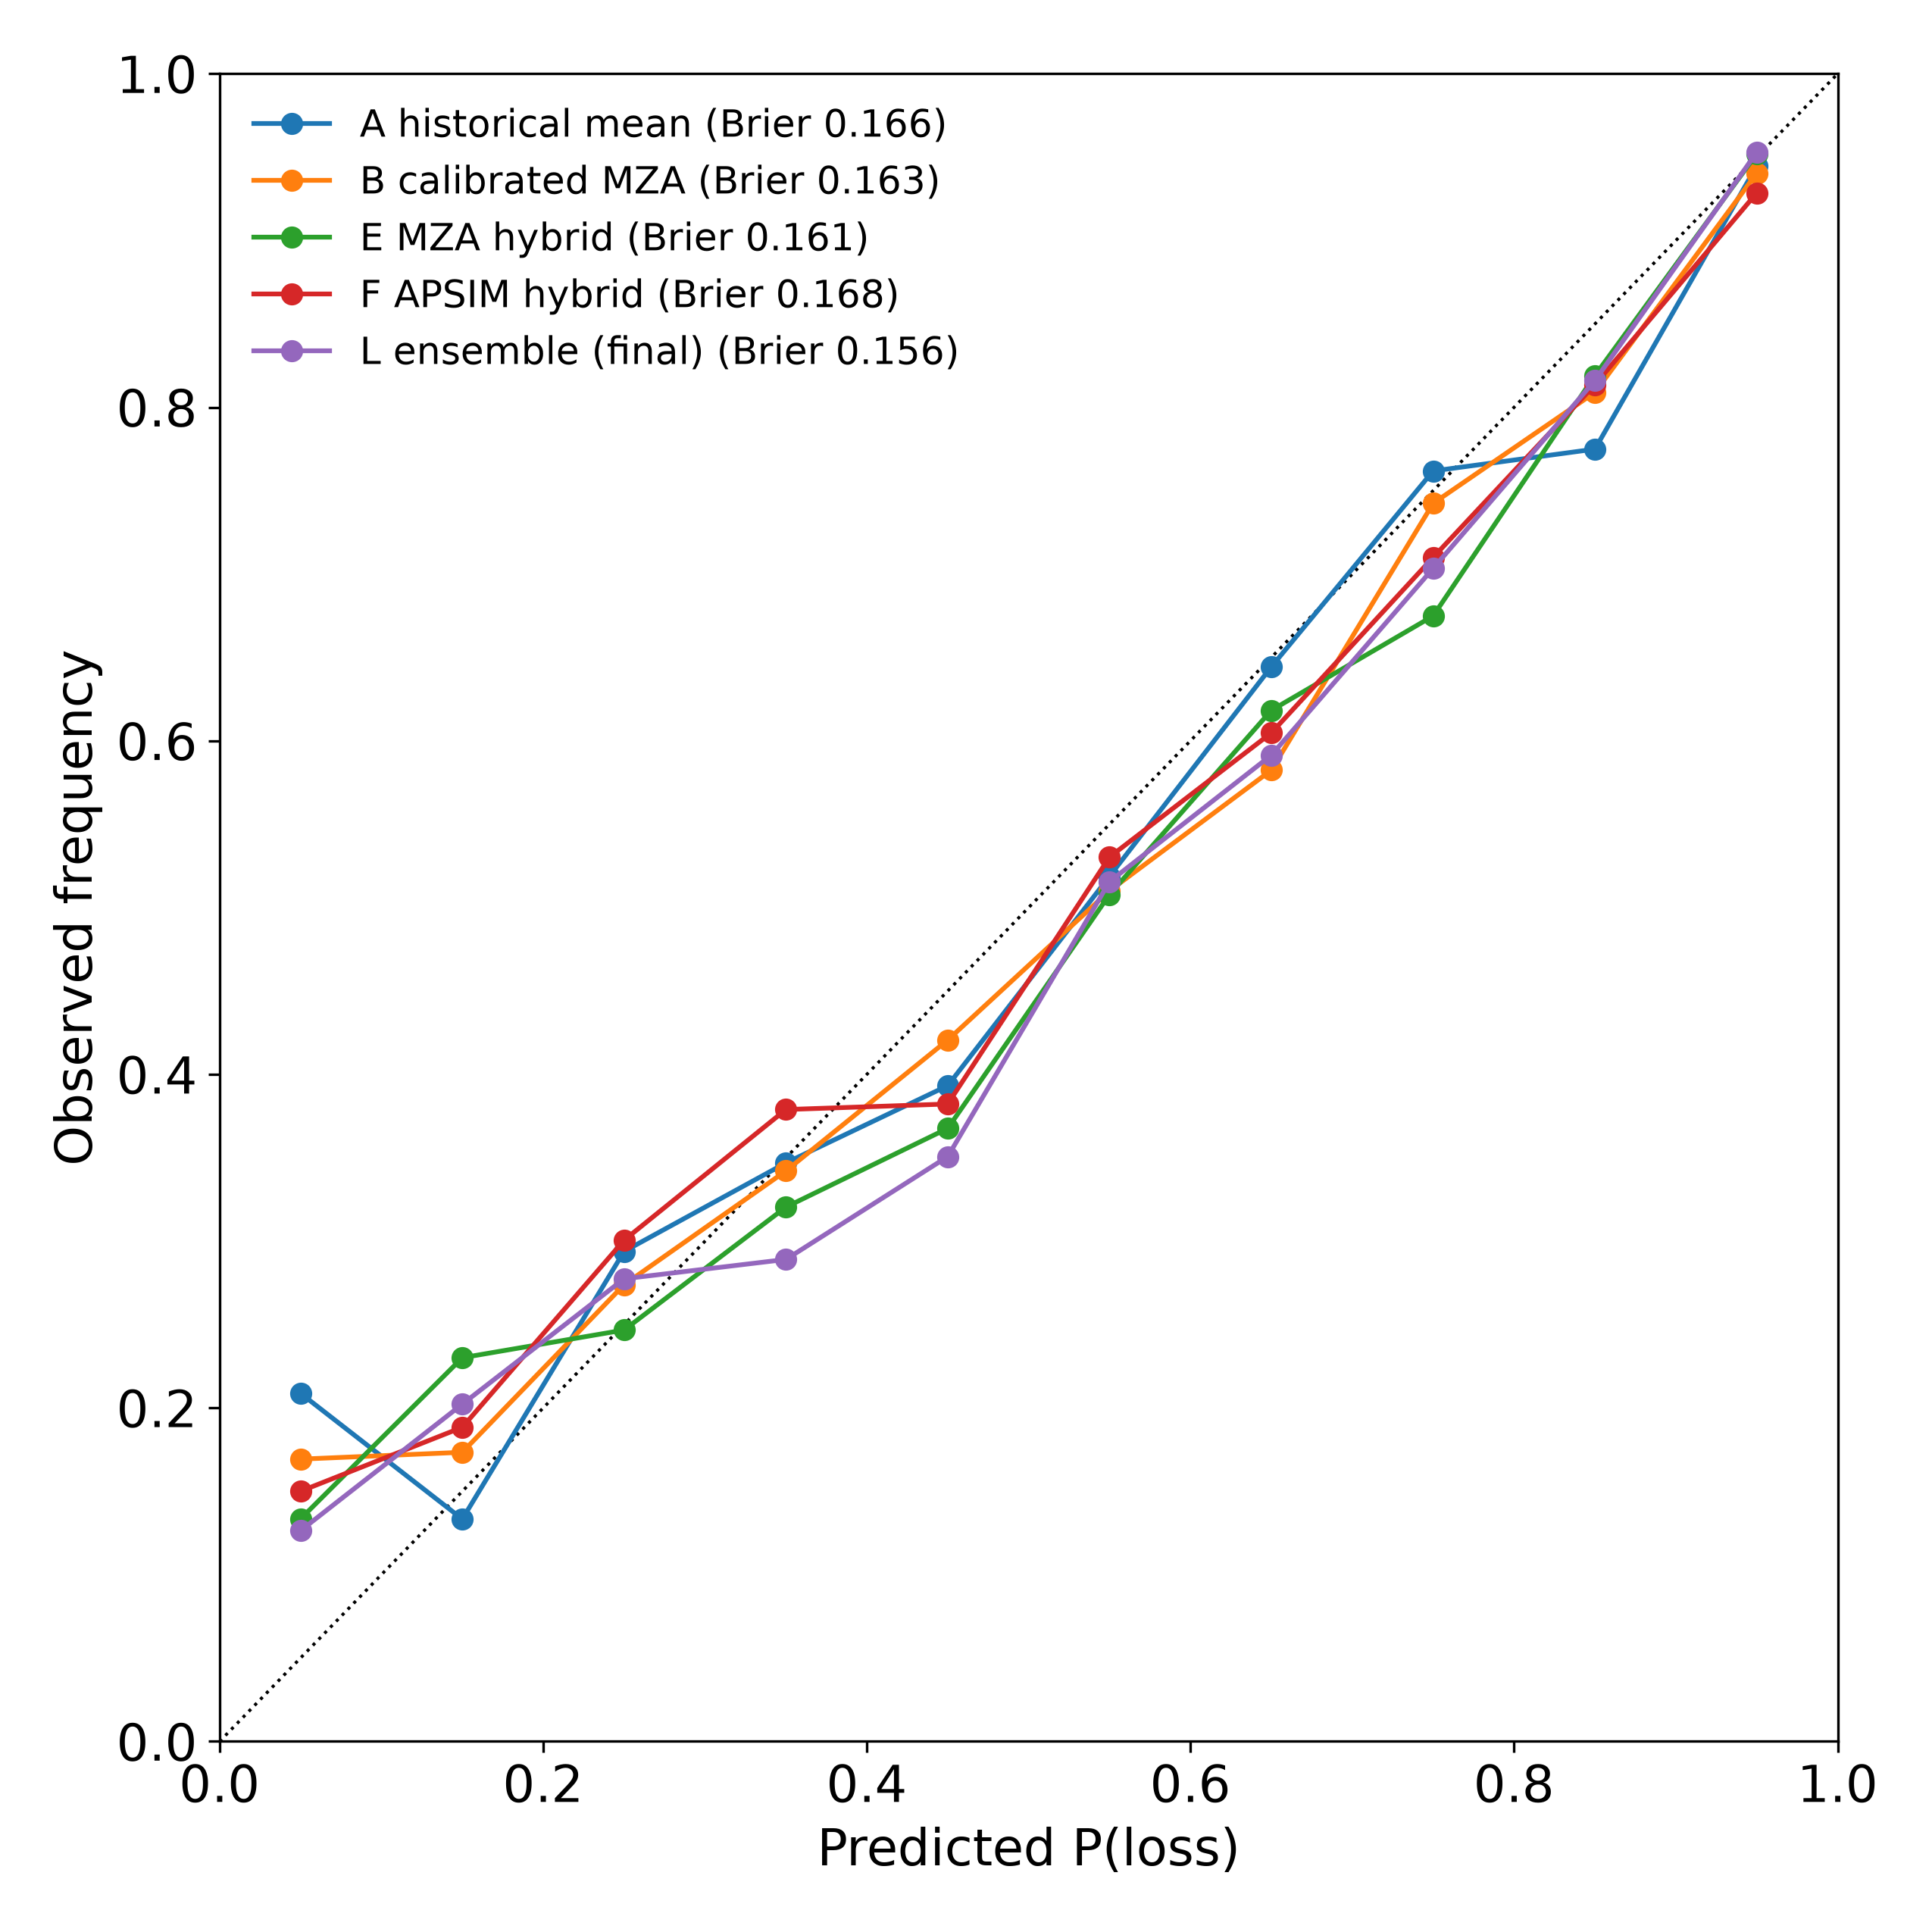 1.0
0.8
0.6
0.4
0.2
0.0
Observed frequency
A historical mean (Brier 0.166)
B calibrated MZA (Brier 0.163)
E MZA hybrid (Brier 0.161)
F APSIM hybrid (Brier 0.168)
L ensemble (final) (Brier 0.156)
0.0 0.2 0.4 0.6 0.8 1.0
Predicted P(loss)